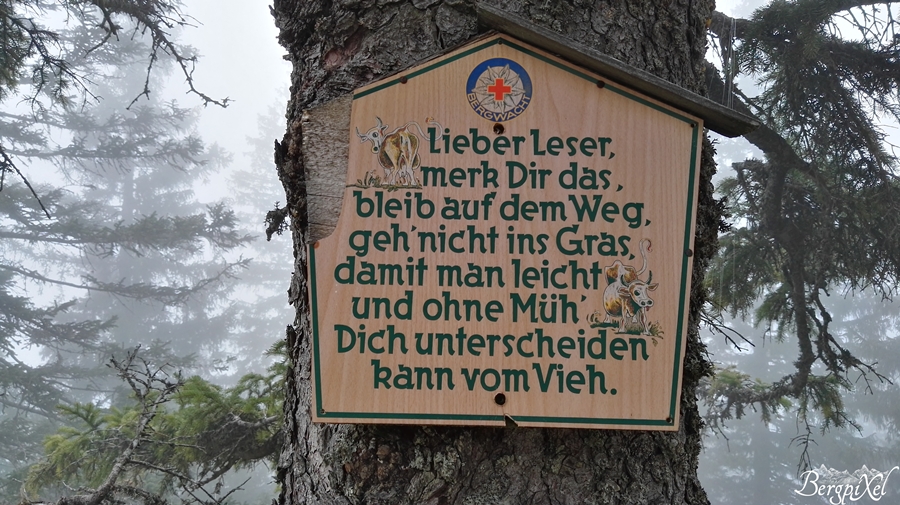 BERGWACHT
Lieber Leser,
merk Dir das,
bleib auf dem Weg,
geh' nicht ins Gras,
damit man leicht
und ohne Müh'
Dich unterscheiden
kann vom Vieh.
BergpiXel